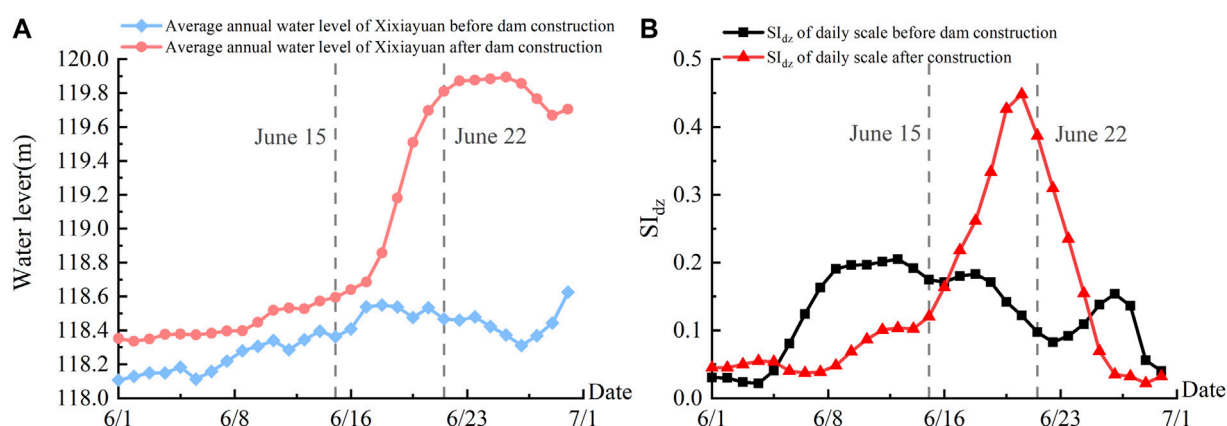 A
Average annual water level of Xixiayuan before dam construction
Average annual water level of Xixiayuan after dam construction
120.0
119.8
119.6
119.4
119.2
119.0
118.8
118.6
118.4
118.2
118.0
Water lever(m)
June 15
June 22
Date
6/1
6/8
6/16
6/23
7/1
B
SIdz of daily scale before dam construction
SIdz of daily scale after construction
0.5
0.4
0.3
0.2
0.1
0.0
SIdz
June 15
June 22
Date
6/1
6/8
6/16
6/23
7/1